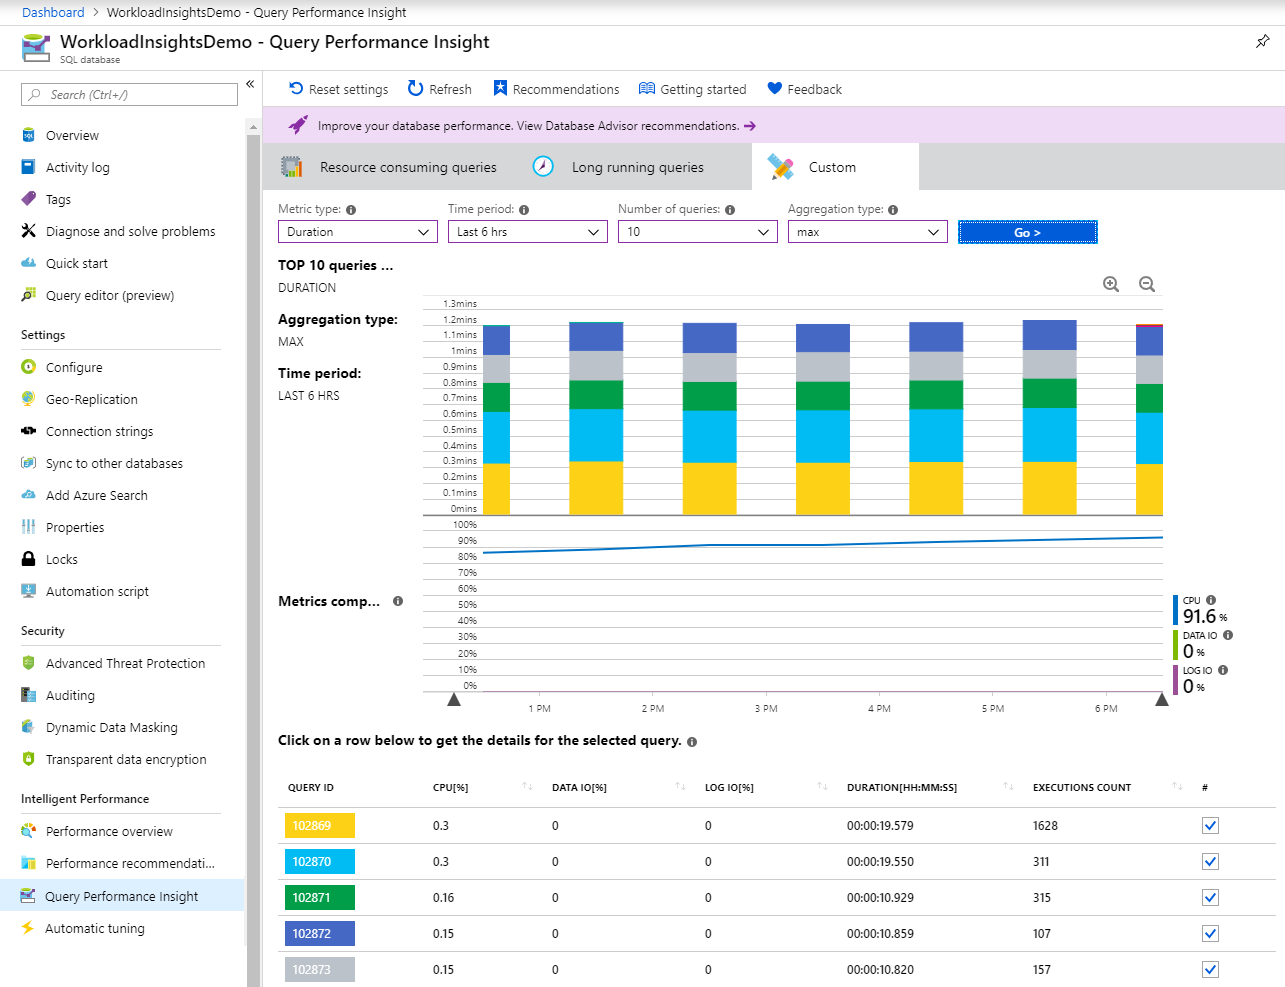 Dashboard > WorkloadInsightsDemo - Query Performance Insight
WorkloadInsightsDemo - Query Performance Insight
SQL database
Search (Ctrl+/)
Overview
Activity log
Tags
Diagnose and solve problems
Quick start
Query editor (preview)
Settings
Configure
Geo-Replication
Connection strings
Sync to other databases
Add Azure Search
Properties
Locks
Automation script
Security
Advanced Threat Protection
Auditing
Dynamic Data Masking
Transparent data encryption
Intelligent Performance
Performance overview
Performance recommendati...
Query Performance Insight
Automatic tuning
Reset settings Refresh Recommendations Getting started Feedback
Improve your database performance. View Database Advisor recommendations. →
Resource consuming queries Long running queries Custom
Metric type: Time period: Number of queries: Aggregation type:
Duration Last 6 hrs 10 max Go >
TOP 10 queries ...
DURATION
Aggregation type:
MAX
Time period:
LAST 6 HRS
1.3mins
1.2mins
1.1mins
1mins
0.9mins
0.8mins
0.7mins
0.6mins
0.5mins
0.4mins
0.3mins
0.2mins
0.1mins
0mins
Metrics comp...
100%
90%
80%
70%
60%
50%
40%
30%
20%
10%
0%
1 PM 2 PM 3 PM 4 PM 5 PM 6 PM
CPU
91.6 %
DATA IO
0 %
LOG IO
0 %
Click on a row below to get the details for the selected query.
QUERY ID CPU[%] DATA IO[%] LOG IO[%] DURATION[HH:MM:SS] EXECUTIONS COUNT #
102869 0.3 0 0 00:00:19.579 1628
102870 0.3 0 0 00:00:19.550 311
102871 0.16 0 0 00:00:10.929 315
102872 0.15 0 0 00:00:10.859 107
102873 0.15 0 0 00:00:10.820 157